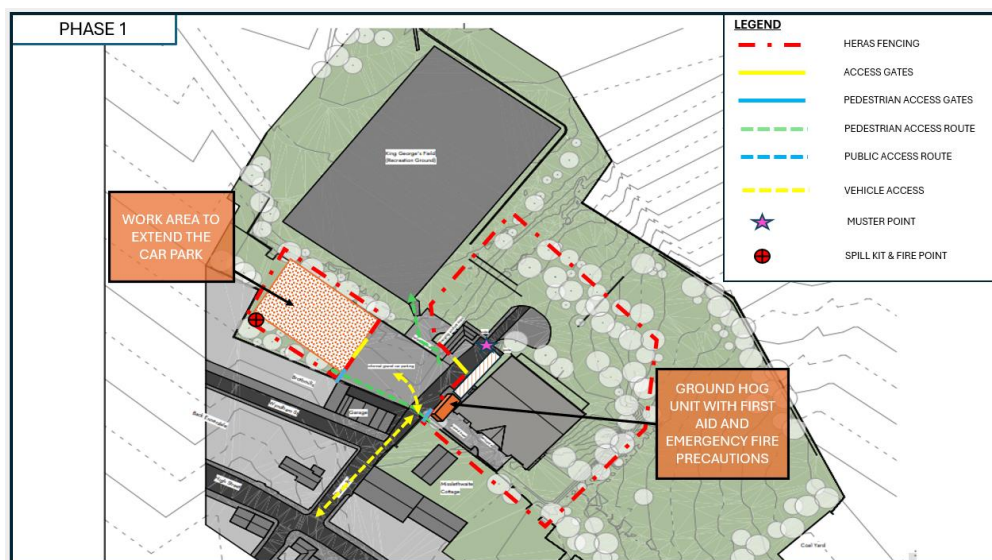 PHASE 1
LEGEND
HERAS FENCING
ACCESS GATES
PEDESTRIAN ACCESS GATES
PEDESTRIAN ACCESS ROUTE
PUBLIC ACCESS ROUTE
VEHICLE ACCESS
MUSTER POINT
SPILL KIT & FIRE POINT
King George's Field
(Recreation Ground)
WORK AREA TO
EXTEND THE
CAR PARK
GROUND HOG
UNIT WITH FIRST
AID AND
EMERGENCY FIRE
PRECAUTIONS
Garage
High Street
Cottage
Coal Yard